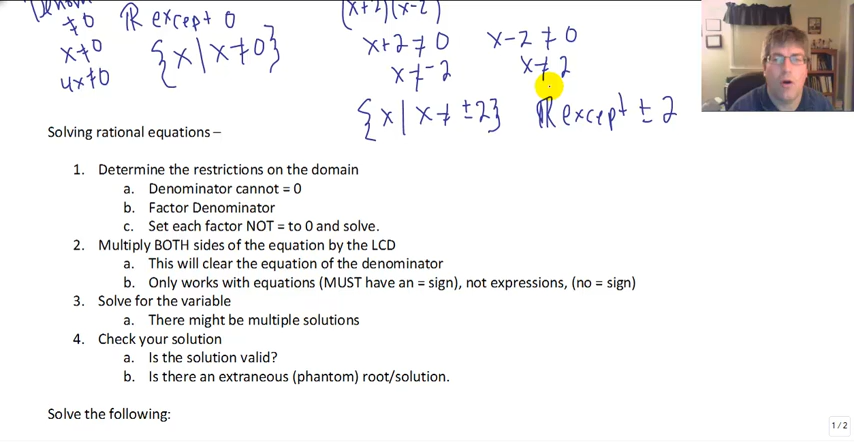 Denom
≠0
ℝ except 0
x≠0
{x|x≠0}
4x≠0
(x+2)(x-2)
x+2≠0 x-2≠0
x≠-2 x≠2
{x|x≠±2} ℝ except ±2
Solving rational equations –
1. Determine the restrictions on the domain
a. Denominator cannot = 0
b. Factor Denominator
c. Set each factor NOT = to 0 and solve.
2. Multiply BOTH sides of the equation by the LCD
a. This will clear the equation of the denominator
b. Only works with equations (MUST have an = sign), not expressions, (no = sign)
3. Solve for the variable
a. There might be multiple solutions
4. Check your solution
a. Is the solution valid?
b. Is there an extraneous (phantom) root/solution.
Solve the following:
1 / 2